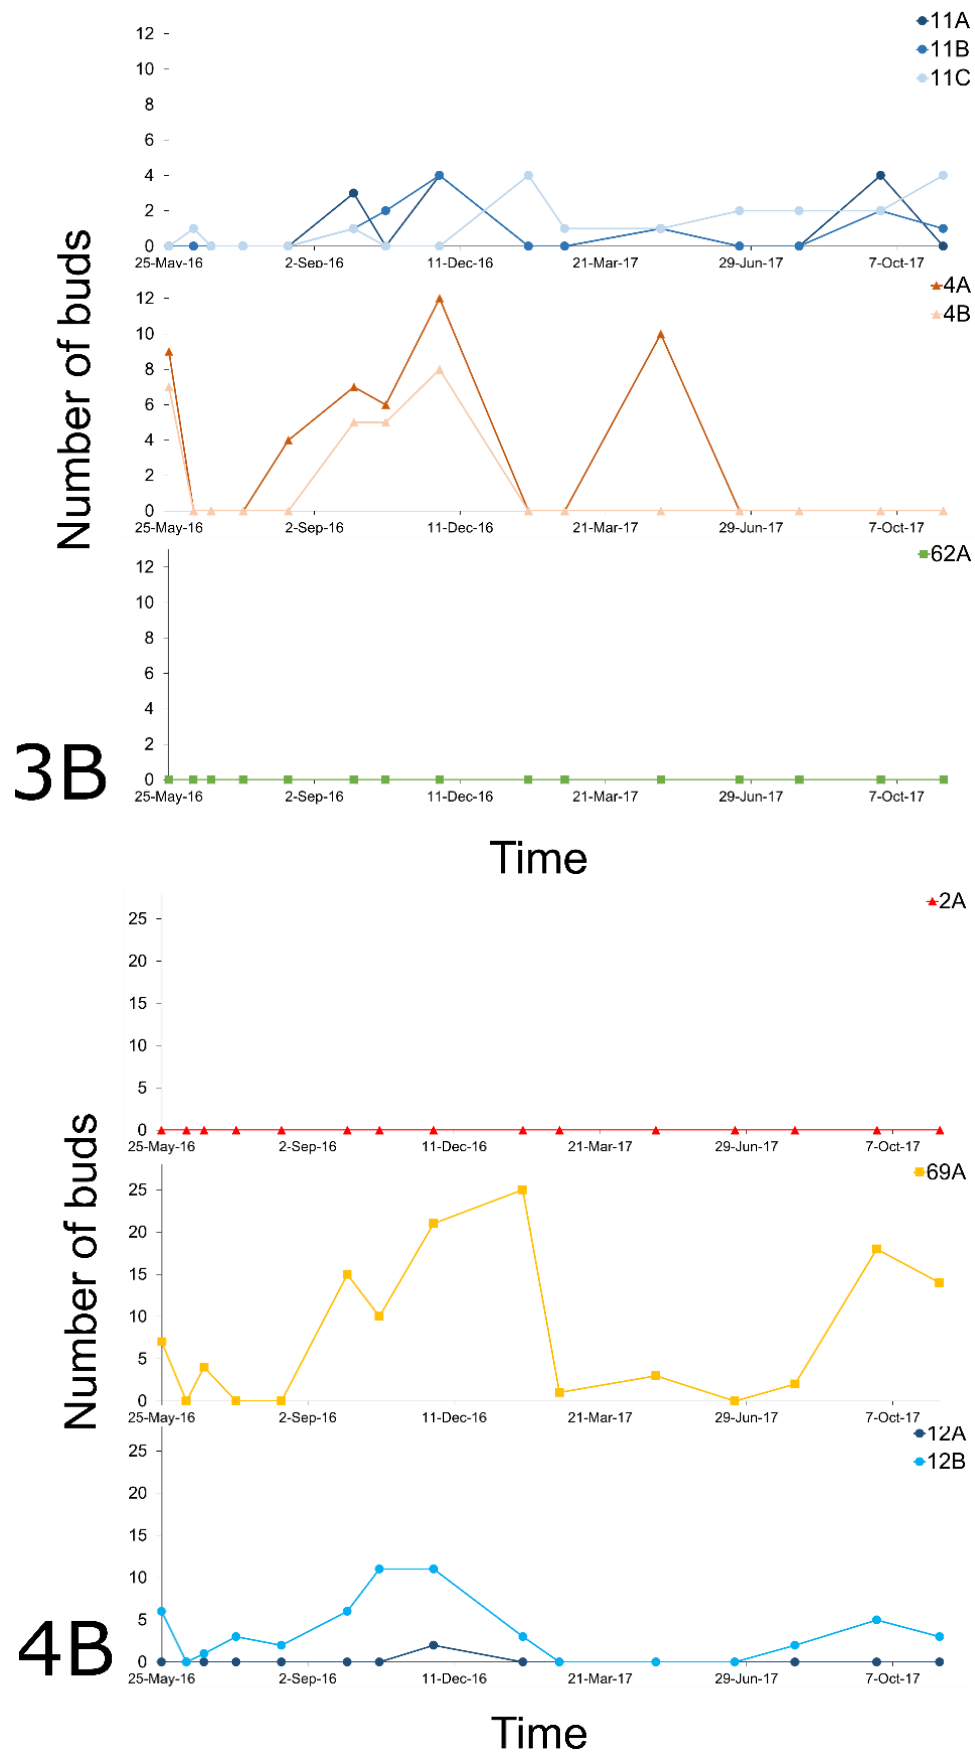 11A
11B
11C
12
10
8
6
4
2
0
25-May-16 2-Sep-16 11-Dec-16 21-Mar-17 29-Jun-17 7-Oct-17
4A
4B
12
10
8
6
4
2
0
25-May-16 2-Sep-16 11-Dec-16 21-Mar-17 29-Jun-17 7-Oct-17
Number of buds
62A
12
10
8
6
4
2
0
25-May-16 2-Sep-16 11-Dec-16 21-Mar-17 29-Jun-17 7-Oct-17
3B
Time
2A
25
20
15
10
5
0
25-May-16 2-Sep-16 11-Dec-16 21-Mar-17 29-Jun-17 7-Oct-17
Number of buds
69A
25
20
15
10
5
0
25-May-16 2-Sep-16 11-Dec-16 21-Mar-17 29-Jun-17 7-Oct-17
12A
12B
25
20
15
10
5
0
25-May-16 2-Sep-16 11-Dec-16 21-Mar-17 29-Jun-17 7-Oct-17
4B
Time